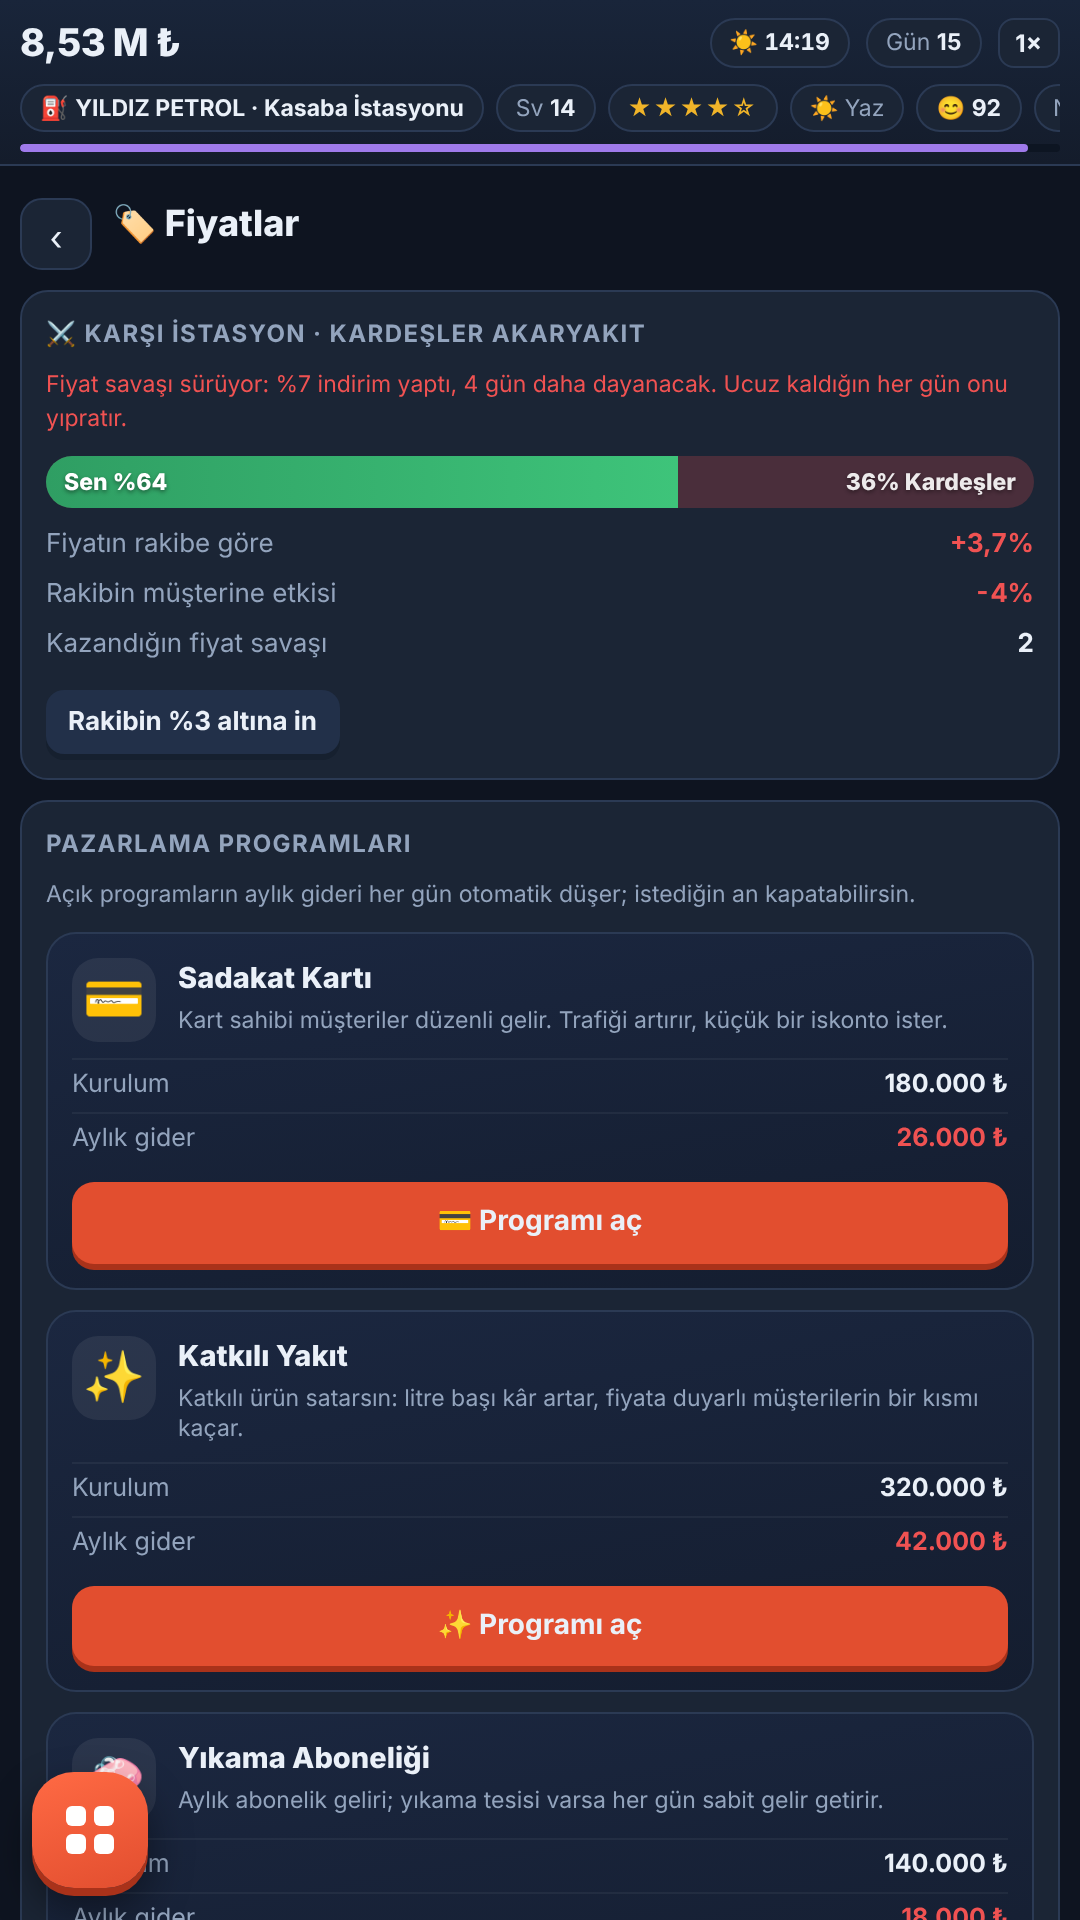 8,53 M ₺
14:19
Gün 15
1×
YILDIZ PETROL · Kasaba İstasyonu
Sv 14
★★★★☆
Yaz
92
‹
Fiyatlar
KARŞI İSTASYON · KARDEŞLER AKARYAKIT
Fiyat savaşı sürüyor: %7 indirim yaptı, 4 gün daha dayanacak. Ucuz kaldığın her gün onu
yıpratır.
Sen %64
36% Kardeşler
Fiyatın rakibe göre
+3,7%
Rakibin müşterine etkisi
-4%
Kazandığın fiyat savaşı
2
Rakibin %3 altına in
PAZARLAMA PROGRAMLARI
Açık programların aylık gideri her gün otomatik düşer; istediğin an kapatabilirsin.
Sadakat Kartı
Kart sahibi müşteriler düzenli gelir. Trafiği artırır, küçük bir iskonto ister.
Kurulum
180.000 ₺
Aylık gider
26.000 ₺
Programı aç
Katkılı Yakıt
Katkılı ürün satarsın: litre başı kâr artar, fiyata duyarlı müşterilerin bir kısmı
kaçar.
Kurulum
320.000 ₺
Aylık gider
42.000 ₺
Programı aç
Yıkama Aboneliği
Aylık abonelik geliri; yıkama tesisi varsa her gün sabit gelir getirir.
140.000 ₺
Aylık gider
18.000 ₺